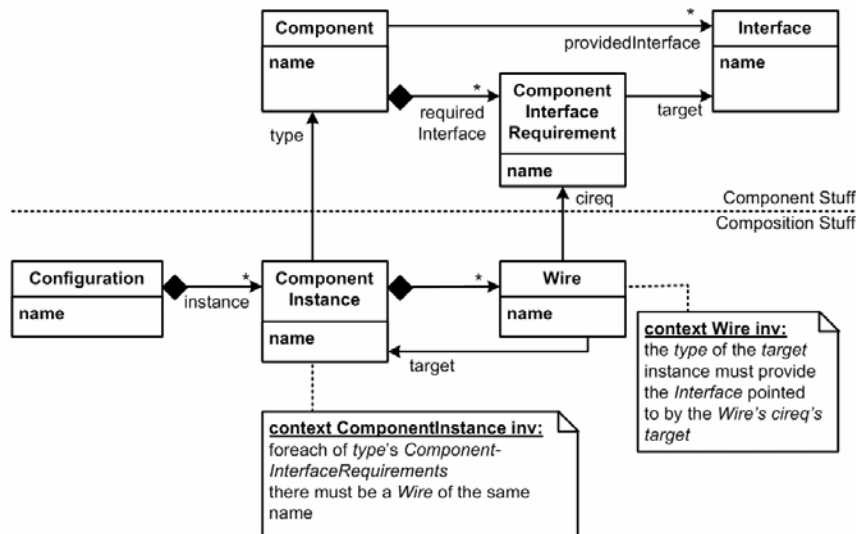 Component
name
*
providedInterface
Interface
name
*
required
Interface
Component
Interface
Requirement
name
target
type
cireq
Component Stuff
Composition Stuff
Configuration
name
*
instance
Component
Instance
name
*
Wire
name
target
context Wire inv:
the type of the target
instance must provide
the Interface pointed
to by the Wire's cireq's
target
context ComponentInstance inv:
foreach of type's Component-
InterfaceRequirements
there must be a Wire of the same
name